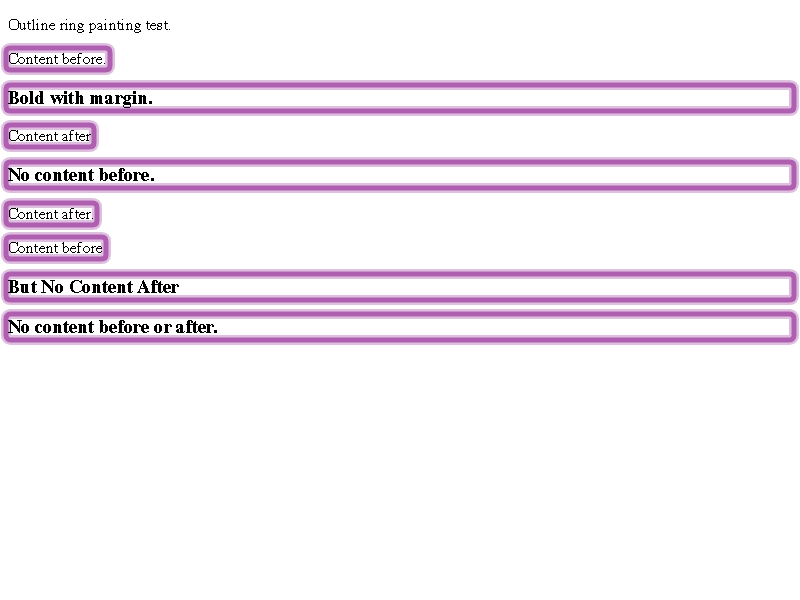 Outline ring painting test.
Content before.
Bold with margin.
Content after
No content before.
Content after.
Content before
But No Content After
No content before or after.